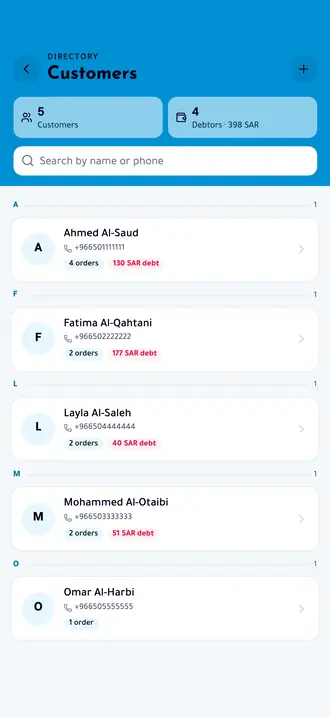 DIRECTORY
Customers
5
Customers
4
Debtors · 398 SAR
Search by name or phone
A 1
A
Ahmed Al-Saud
+966501111111
4 orders 130 SAR debt
F 1
F
Fatima Al-Qahtani
+966502222222
2 orders 177 SAR debt
L 1
L
Layla Al-Saleh
+966504444444
2 orders 40 SAR debt
M 1
M
Mohammed Al-Otaibi
+966503333333
2 orders 51 SAR debt
O 1
O
Omar Al-Harbi
+966505555555
1 order